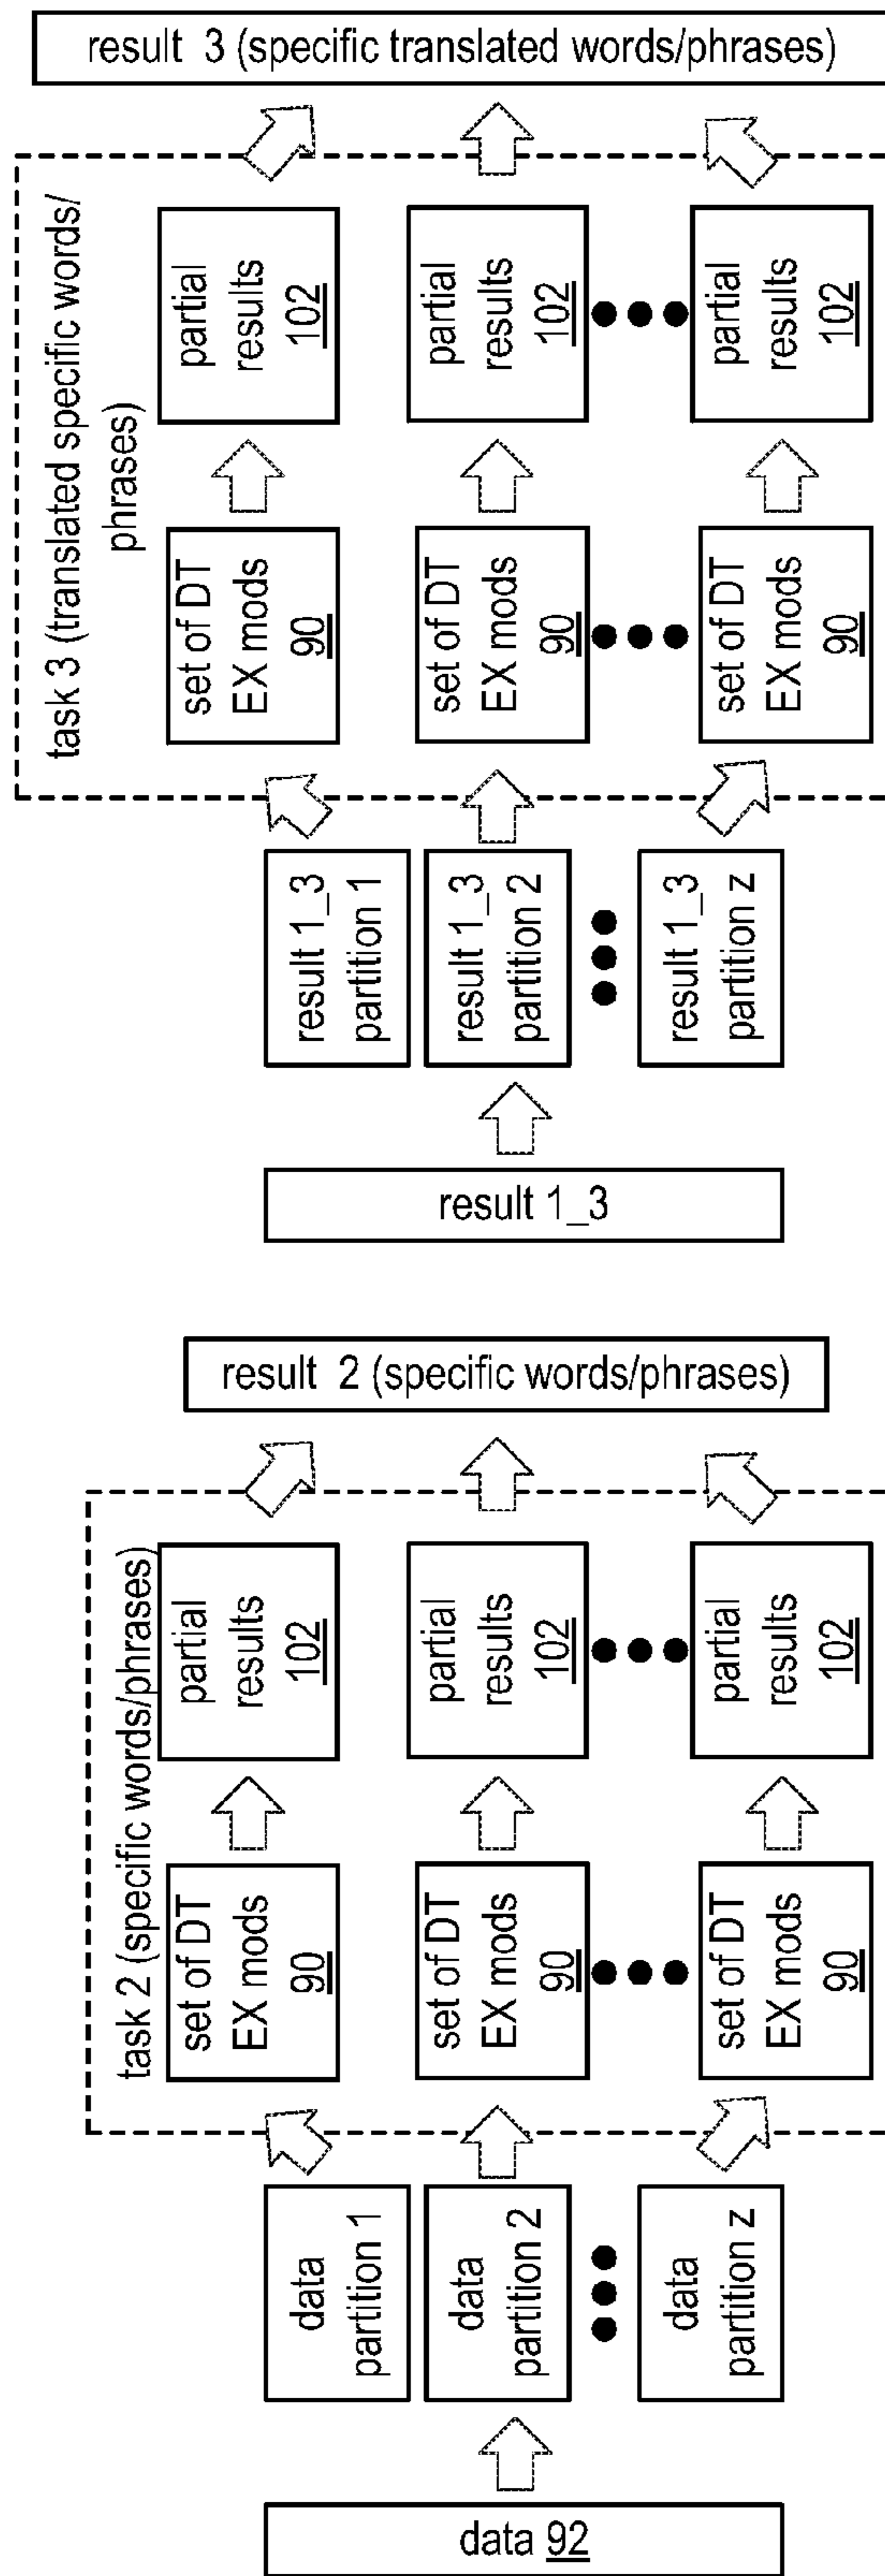 data 92
data
partition 1
data
partition 2
data
partition z
task 2 (specific words/phrases)
set of DT
EX mods
90
set of DT
EX mods
90
set of DT
EX mods
90
partial
results
102
partial
results
102
partial
results
102
result 2 (specific words/phrases)
result 1_3
result 1_3
partition 1
result 1_3
partition 2
result 1_3
partition z
task 3 (translated specific words/
phrases)
set of DT
EX mods
90
set of DT
EX mods
90
set of DT
EX mods
90
partial
results
102
partial
results
102
partial
results
102
result 3 (specific translated words/phrases)